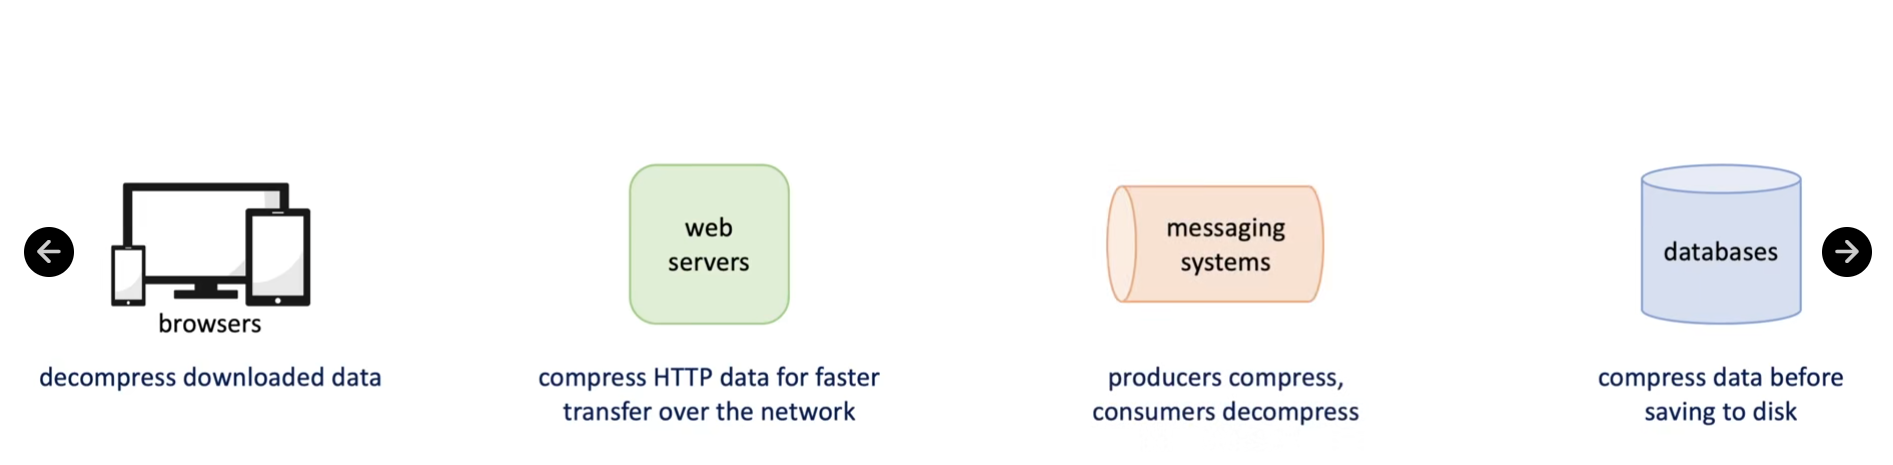 browsers
decompress downloaded data
web
servers
compress HTTP data for faster
transfer over the network
messaging
systems
producers compress,
consumers decompress
databases
compress data before
saving to disk